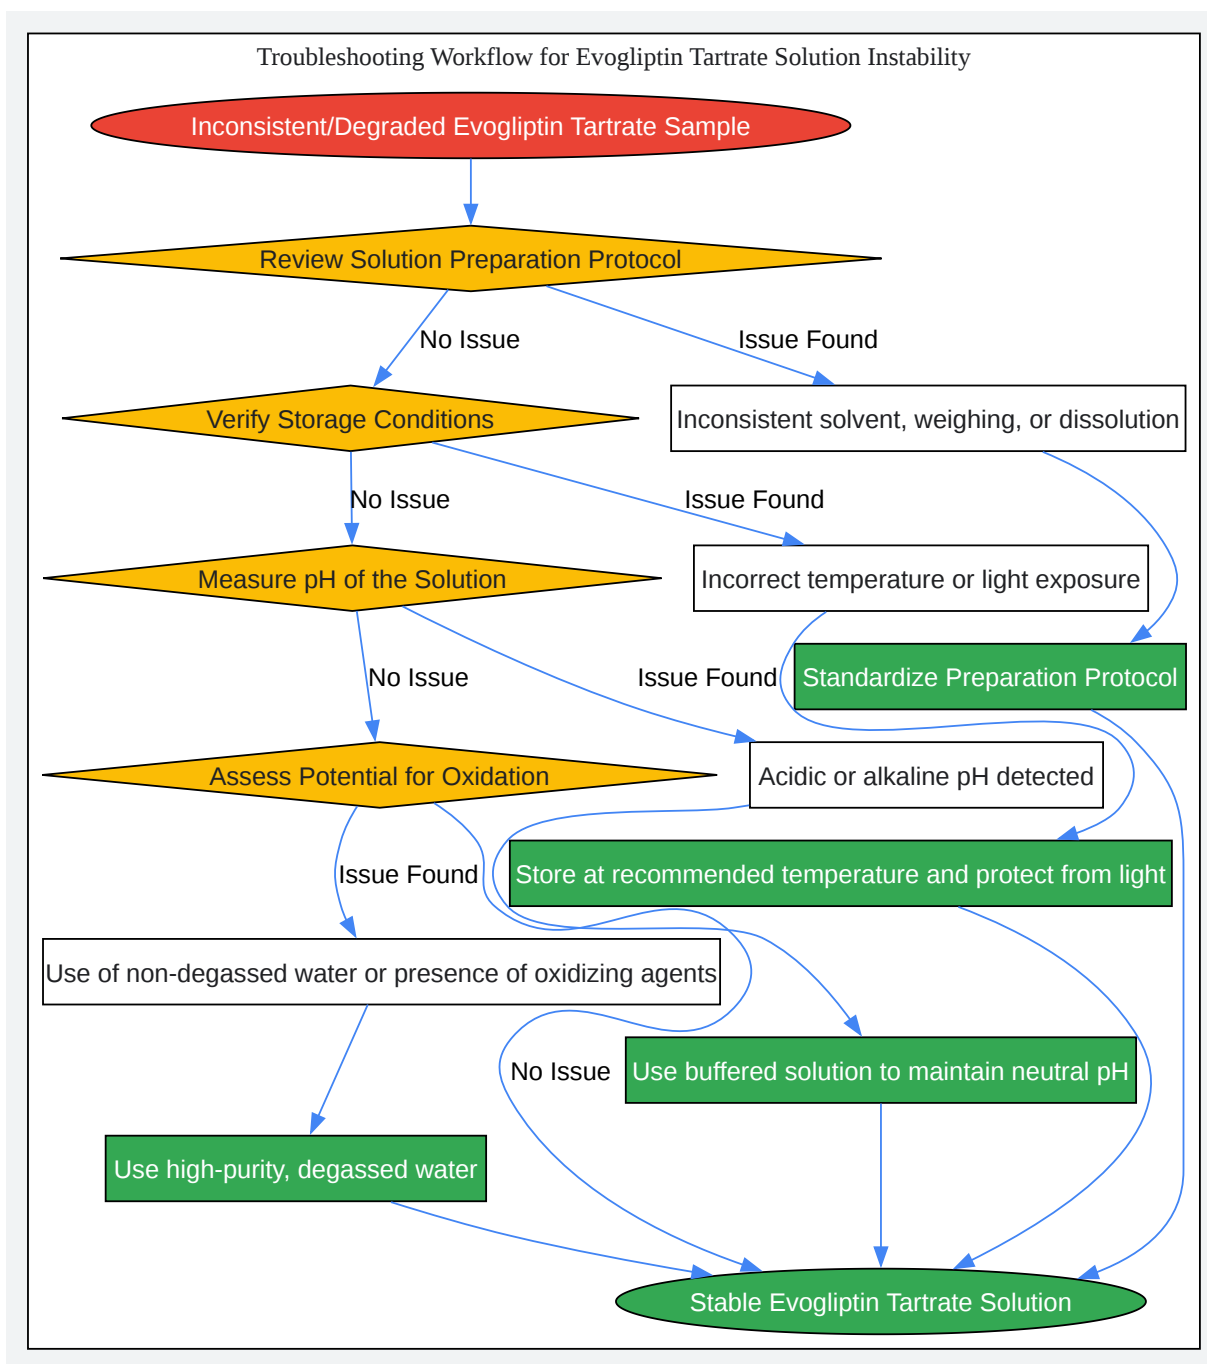 Troubleshooting Workflow for Evogliptin Tartrate Solution Instability
Inconsistent/Degraded Evogliptin Tartrate Sample
Review Solution Preparation Protocol
No Issue
Issue Found
Verify Storage Conditions
Inconsistent solvent, weighing, or dissolution
No Issue
Issue Found
Measure pH of the Solution
Incorrect temperature or light exposure
No Issue
Issue Found
Standardize Preparation Protocol
Assess Potential for Oxidation
Acidic or alkaline pH detected
Issue Found
Store at recommended temperature and protect from light
Use of non-degassed water or presence of oxidizing agents
No Issue
Use buffered solution to maintain neutral pH
Use high-purity, degassed water
Stable Evogliptin Tartrate Solution